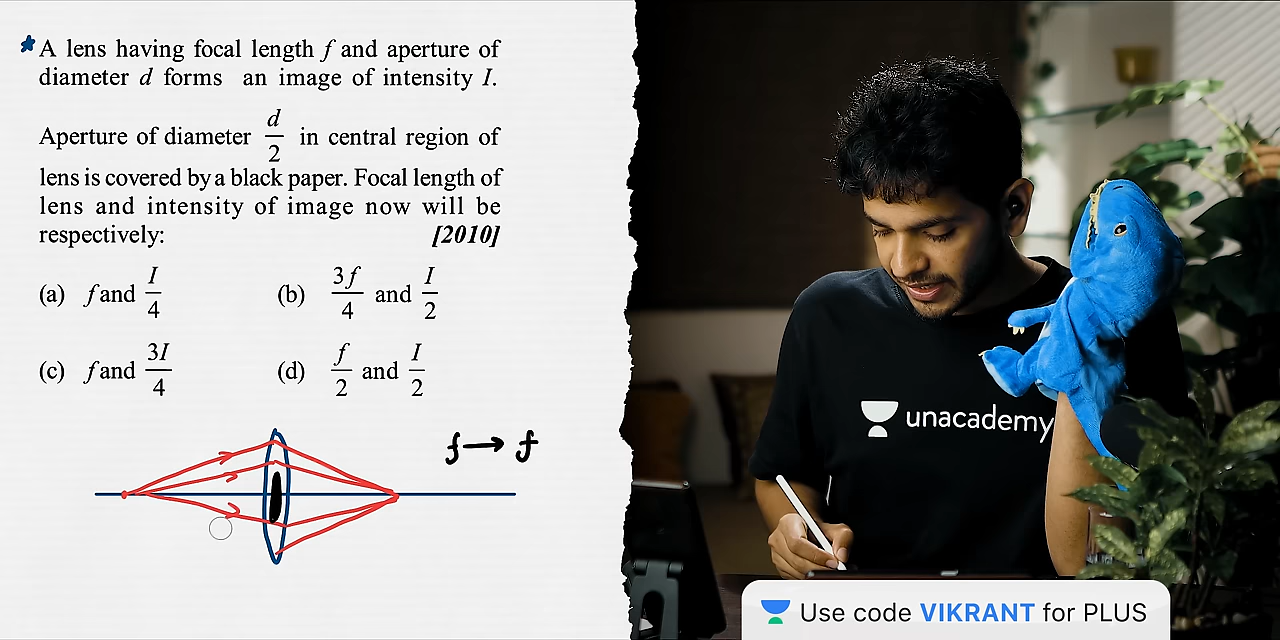 A lens having focal length f and aperture of
diameter d forms an image of intensity I.
Aperture of diameter d/2 in central region of
lens is covered by a black paper. Focal length of
lens and intensity of image now will be
respectively: [2010]
(a) f and I/4 (b) 3f/4 and I/2
(c) f and 3I/4 (d) f/2 and I/2
f → f
unacademy
Use code VIKRANT for PLUS